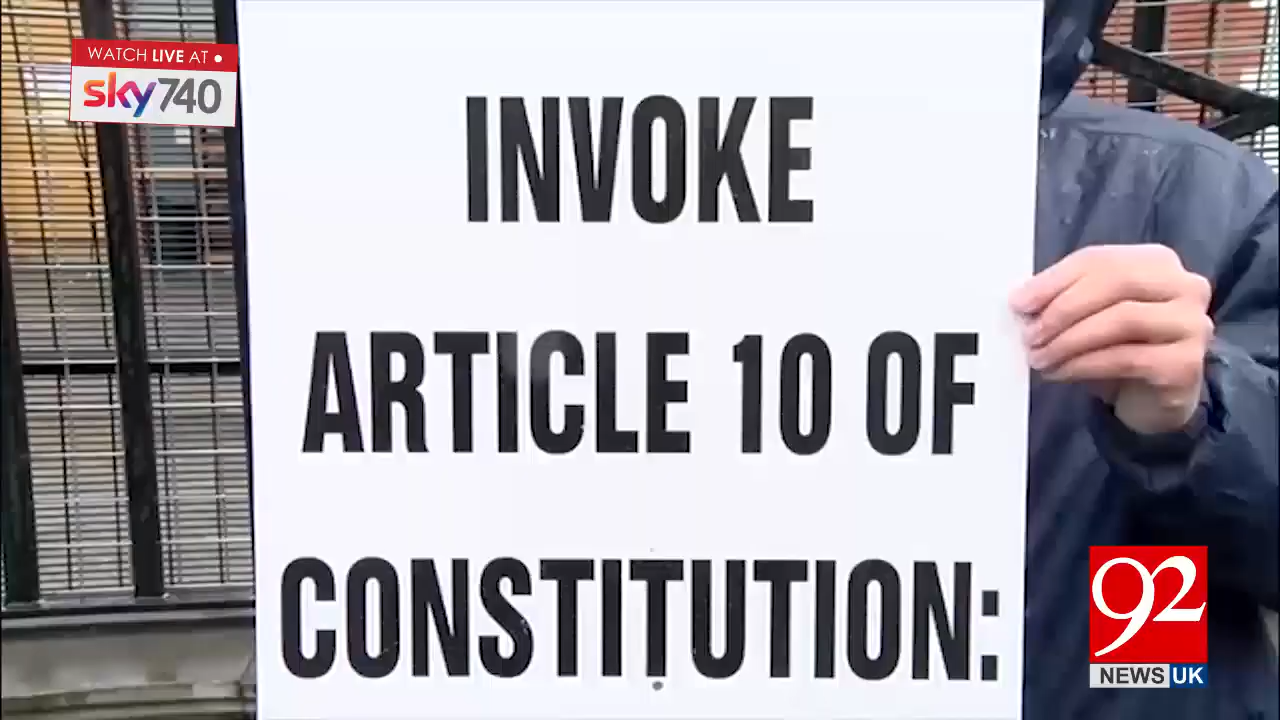 WATCH LIVE AT
sky740
INVOKE
ARTICLE 10 OF
CONSTITUTION:
92
NEWS UK